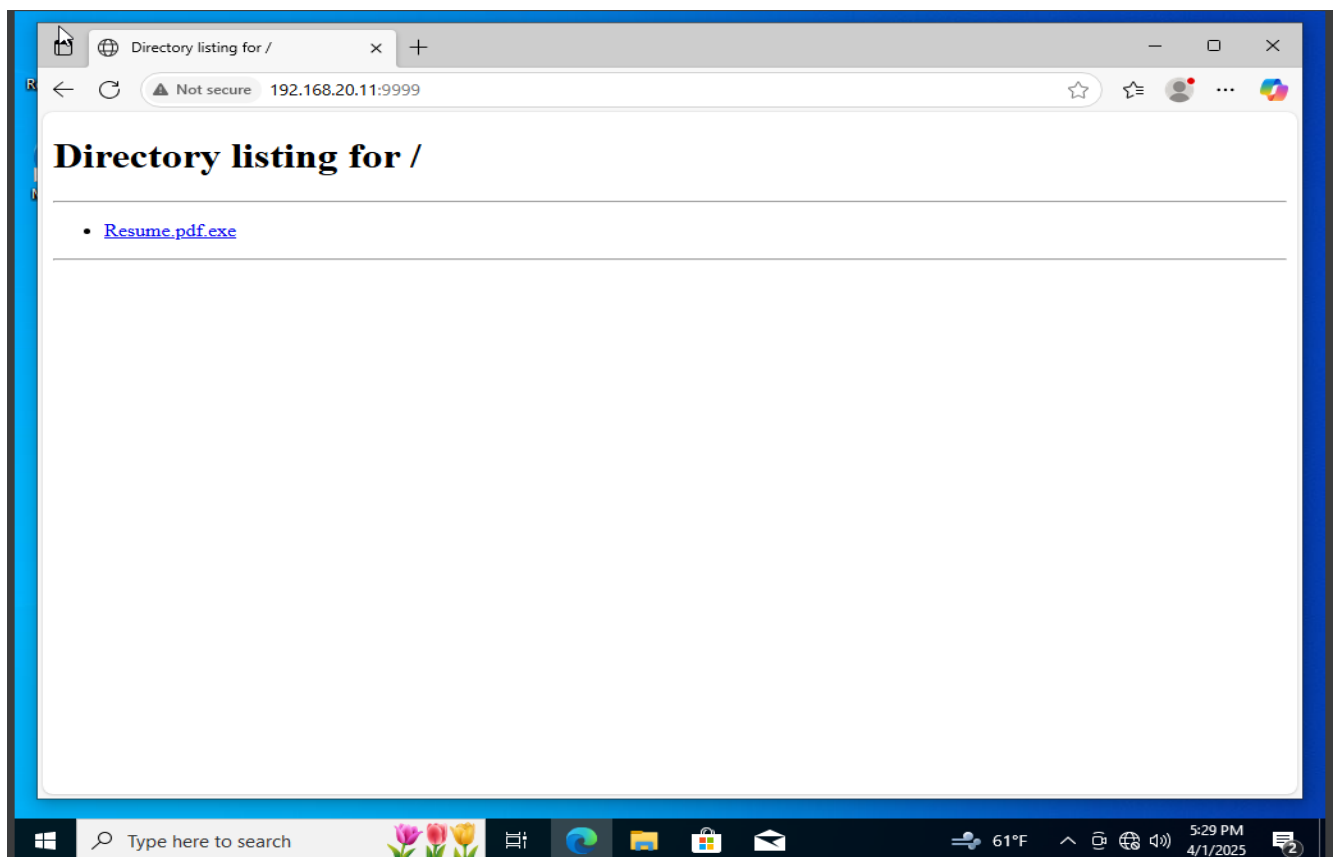 Directory listing for /
Not secure 192.168.20.11:9999
Directory listing for /
Resume.pdf.exe
Type here to search
61°F
5:29 PM
4/1/2025
2